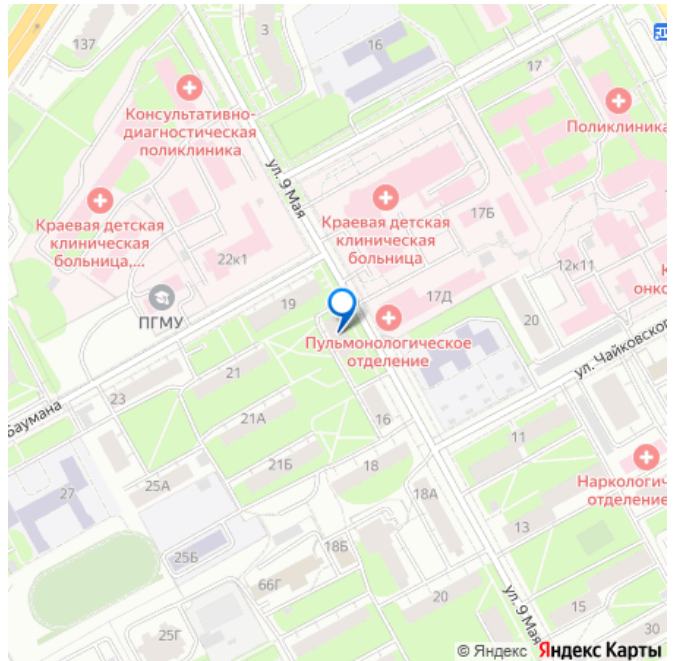 137
3
16
17
Консультативно-
диагностическая
поликлиника
Поликлиника
ул. 9 Мая
Краевая детская
клиническая
больница,...
Краевая детская
клиническая
больница
17Б
22к1
12к11
ПГМУ
19
17Д
20
Пульмонологическое
отделение
ул. Чайковского
21
23
Баумана
21А
16
11
21Б
18
27
25А
18А
отделение
13
25Б
18Б
66Г
20
ул. 9 Мая
15
25Г
30
© Яндекс Яндекс Карты